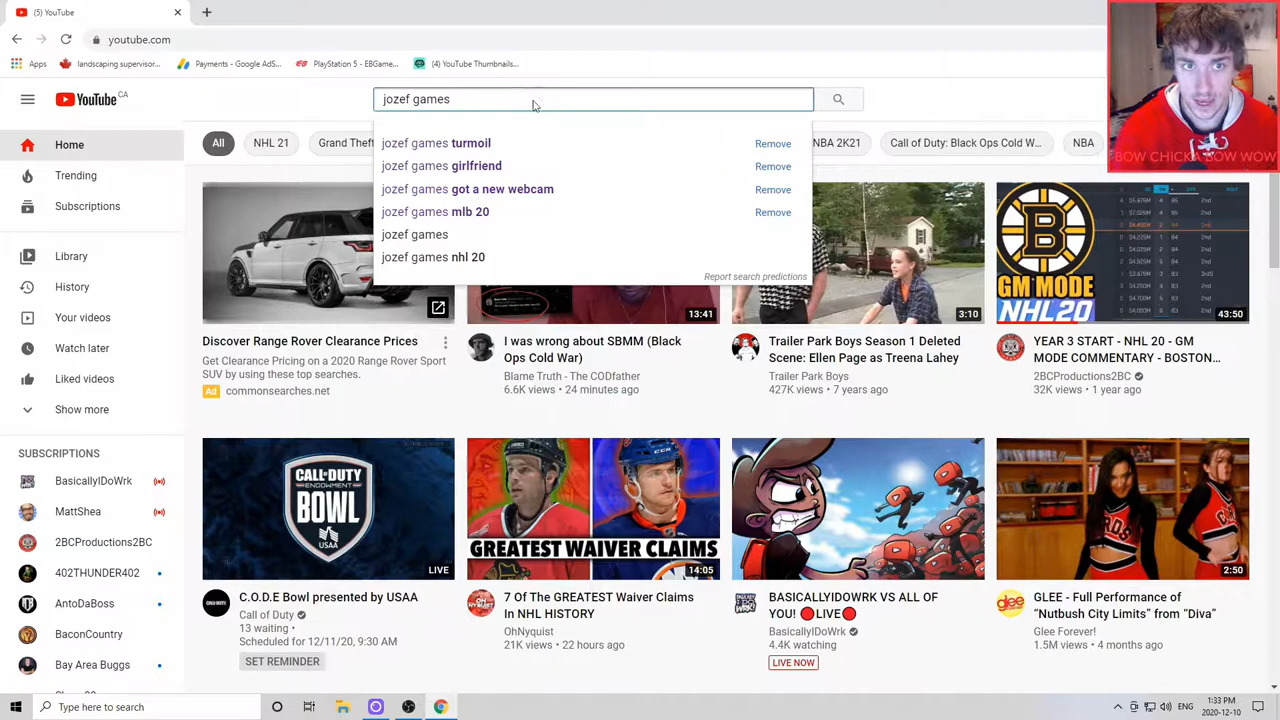 (5) YouTube
youtube.com
Apps
landscaping supervisor...
Payments - Google AdS...
PlayStation 5 - EBGame...
(4) YouTube Thumbnails...
YouTube CA
jozef games
jozef games turmoil
Remove
jozef games girlfriend
Remove
jozef games got a new webcam
Remove
jozef games mlb 20
Remove
jozef games
jozef games nhl 20
Report search predictions
BOW CHICKA BOW WOW
All
NHL 21
Grand Theft
NBA 2K21
Call of Duty: Black Ops Cold W...
NBA
Home
Trending
Subscriptions
Library
History
Your videos
Watch later
Liked videos
Show more
SUBSCRIPTIONS
BasicallyIDoWrk
MattShea
2BCProductions2BC
402THUNDER402
AntoDaBoss
BaconCountry
Bay Area Buggs
Discover Range Rover Clearance Prices
Get Clearance Pricing on a 2020 Range Rover Sport
SUV by using these top searches.
Ad commonsearches.net
13:41
I was wrong about SBMM (Black
Ops Cold War)
Blame Truth - The CODfather
6.6K views • 24 minutes ago
3:10
Trailer Park Boys Season 1 Deleted
Scene: Ellen Page as Treena Lahey
Trailer Park Boys
427K views • 7 years ago
GM MODE
NHL20
43:50
YEAR 3 START - NHL 20 - GM
MODE COMMENTARY - BOSTON...
2BCProductions2BC
32K views • 1 year ago
CALL OF DUTY
ENDOWMENT
BOWL
USAA
LIVE
C.O.D.E Bowl presented by USAA
Call of Duty
13 waiting •
Scheduled for 12/11/20, 9:30 AM
SET REMINDER
GREATEST WAIVER CLAIMS
14:05
7 Of The GREATEST Waiver Claims
In NHL HISTORY
OhNyquist
21K views • 22 hours ago
BASICALLYIDOWRK VS ALL OF
YOU! 🔴LIVE🔴
BasicallyIDoWrk
4.4K watching
LIVE NOW
2:50
GLEE - Full Performance of
“Nutbush City Limits” from “Diva”
Glee Forever!
1.5M views • 4 months ago
Type here to search
ENG
1:33 PM
2020-12-10